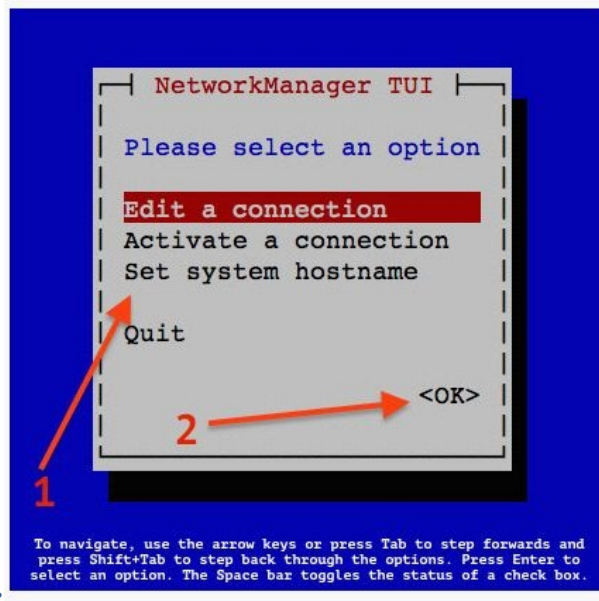 NetworkManager TUI
Please select an option
Edit a connection
Activate a connection
Set system hostname
Quit
<OK>
2
1
To navigate, use the arrow keys or press Tab to step forwards and
press Shift+Tab to step back through the options. Press Enter to
select an option. The Space bar toggles the status of a check box.